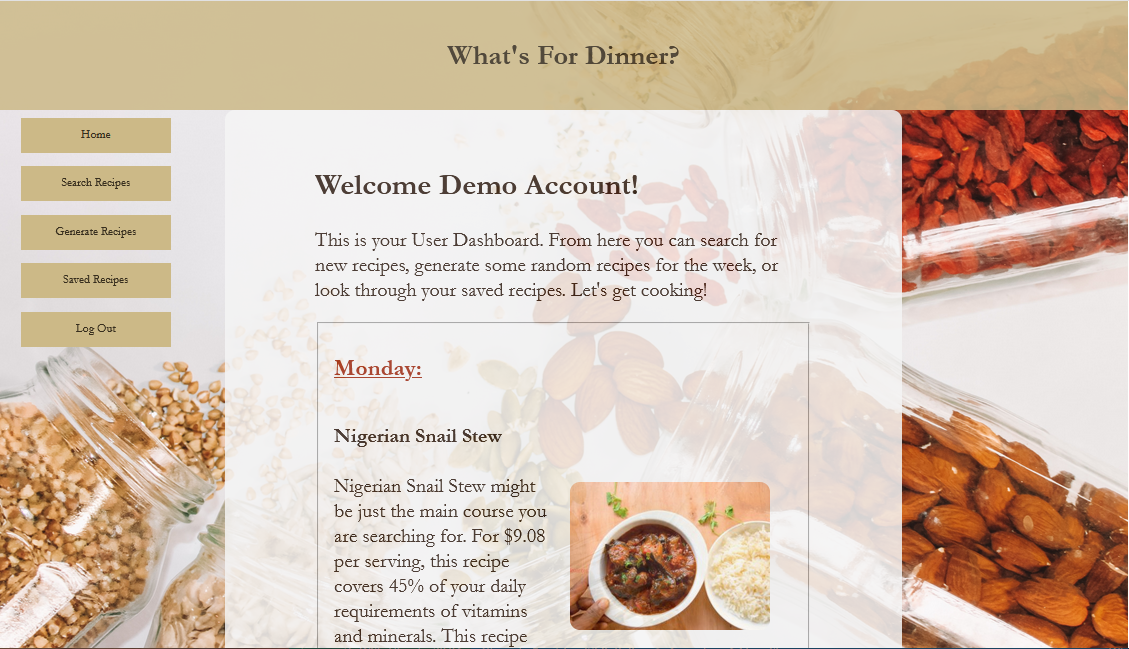 What's For Dinner?
Home
Search Recipes
Generate Recipes
Saved Recipes
Log Out
Welcome Demo Account!
This is your User Dashboard. From here you can search for
new recipes, generate some random recipes for the week, or
look through your saved recipes. Let's get cooking!
Monday:
Nigerian Snail Stew
Nigerian Snail Stew might
be just the main course you
are searching for. For $9.08
per serving, this recipe
covers 45% of your daily
requirements of vitamins
and minerals. This recipe